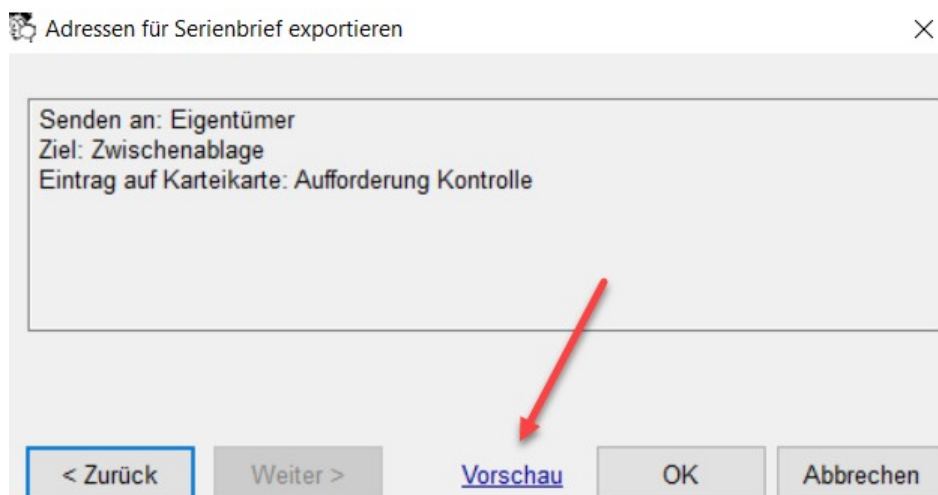 Adressen für Serienbrief exportieren
Senden an: Eigentümer
Ziel: Zwischenablage
Eintrag auf Karteikarte: Aufforderung Kontrolle
< Zurück Weiter > Vorschau OK Abbrechen